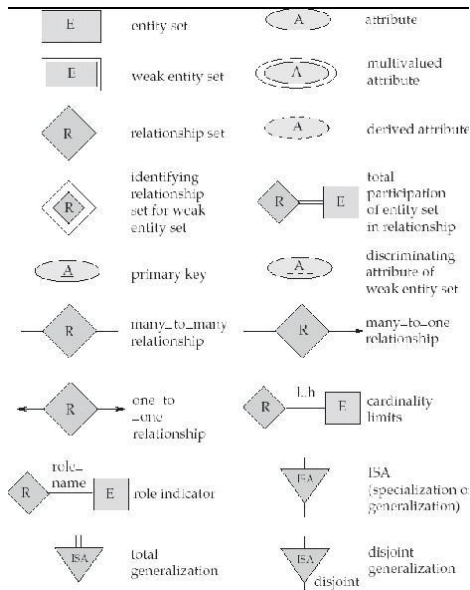 E
entity set
A
attribute
E
weak entity set
A
multivalued
attribute
R
relationship set
A
derived attribute
R
identifying
relationship
set for weak
entity set
R
E
total
participation
of entity set
in relationship
A
primary key
A
discriminating
attribute of
weak entity set
R
many_to_many
relationship
R
many_to_one
relationship
R
one_to
_one
relationship
R
l..h
E
cardinality
limits
R
role_
name
E
role indicator
ISA
ISA
(specialization o
generalization)
ISA
total
generalization
ISA
disjoint
disjoint
generalization